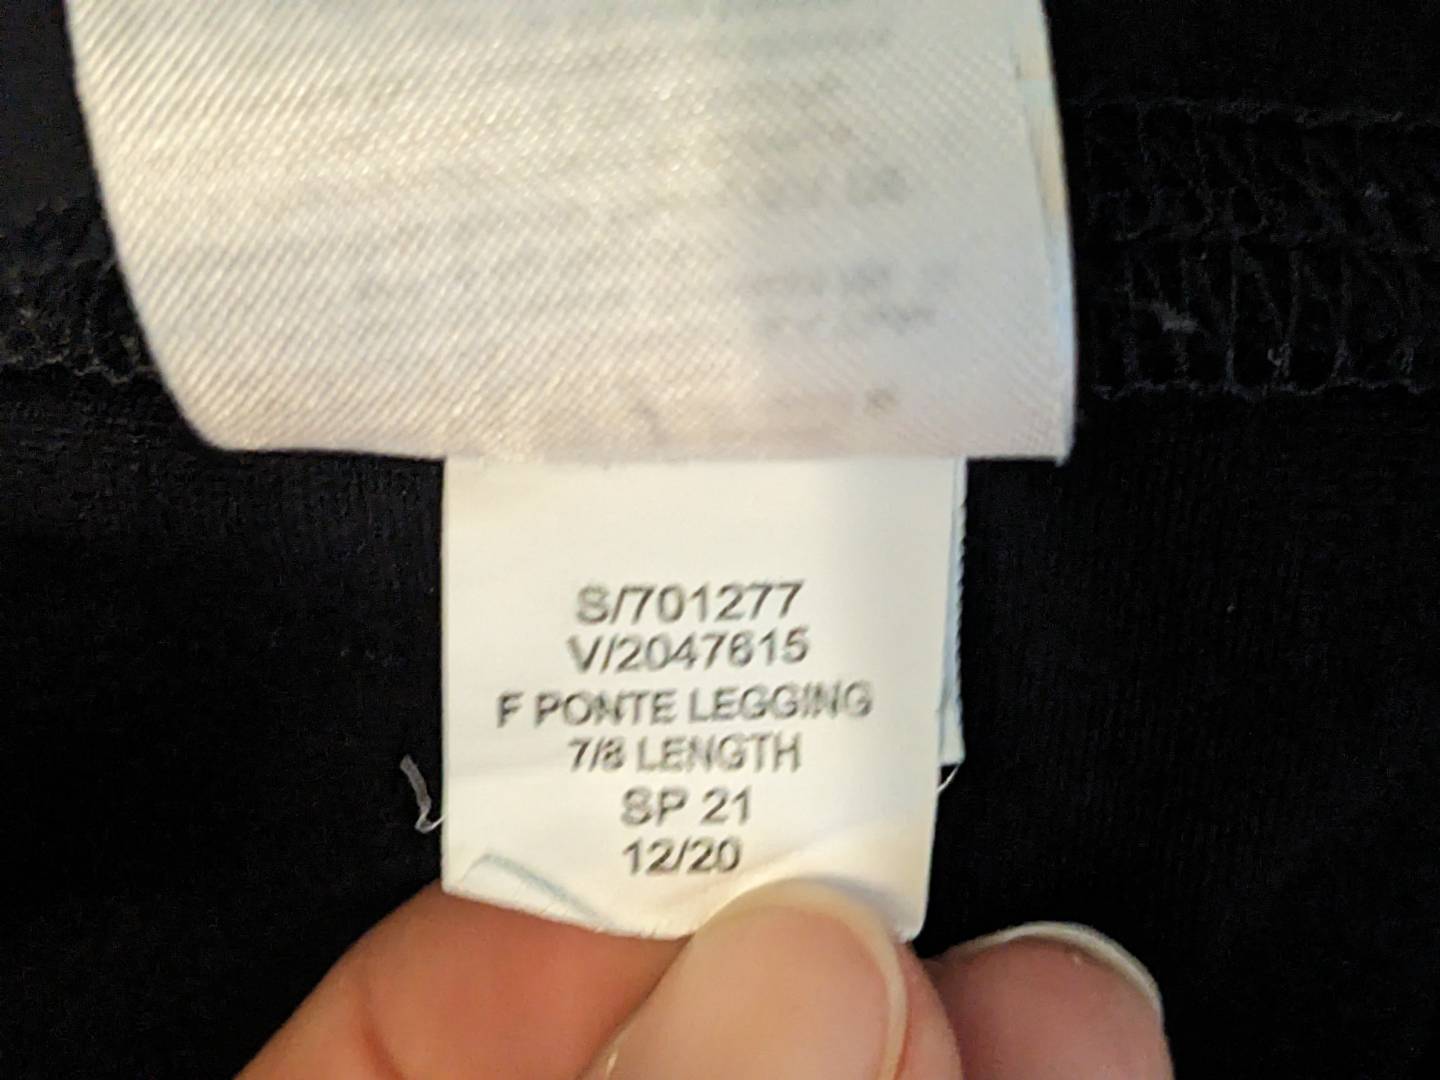 S/701277
V/2047615
F PONTE LEGGING
7/8 LENGTH
SP 21
12/20